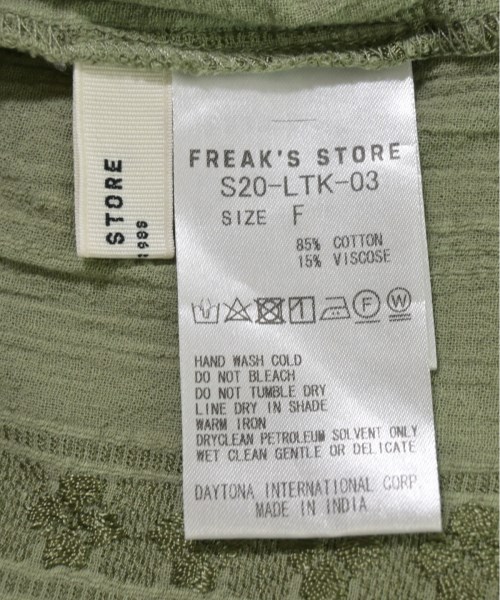 STORE
1986
FREAK'S STORE
S20-LTK-03
SIZE F
85% COTTON
15% VISCOSE
F W
HAND WASH COLD
DO NOT BLEACH
DO NOT TUMBLE DRY
LINE DRY IN SHADE
WARM IRON
DRYCLEAN PETROLEUM SOLVENT ONLY
WET CLEAN GENTLE OR DELICATE
DAYTONA INTERNATIONAL CORP.
MADE IN INDIA